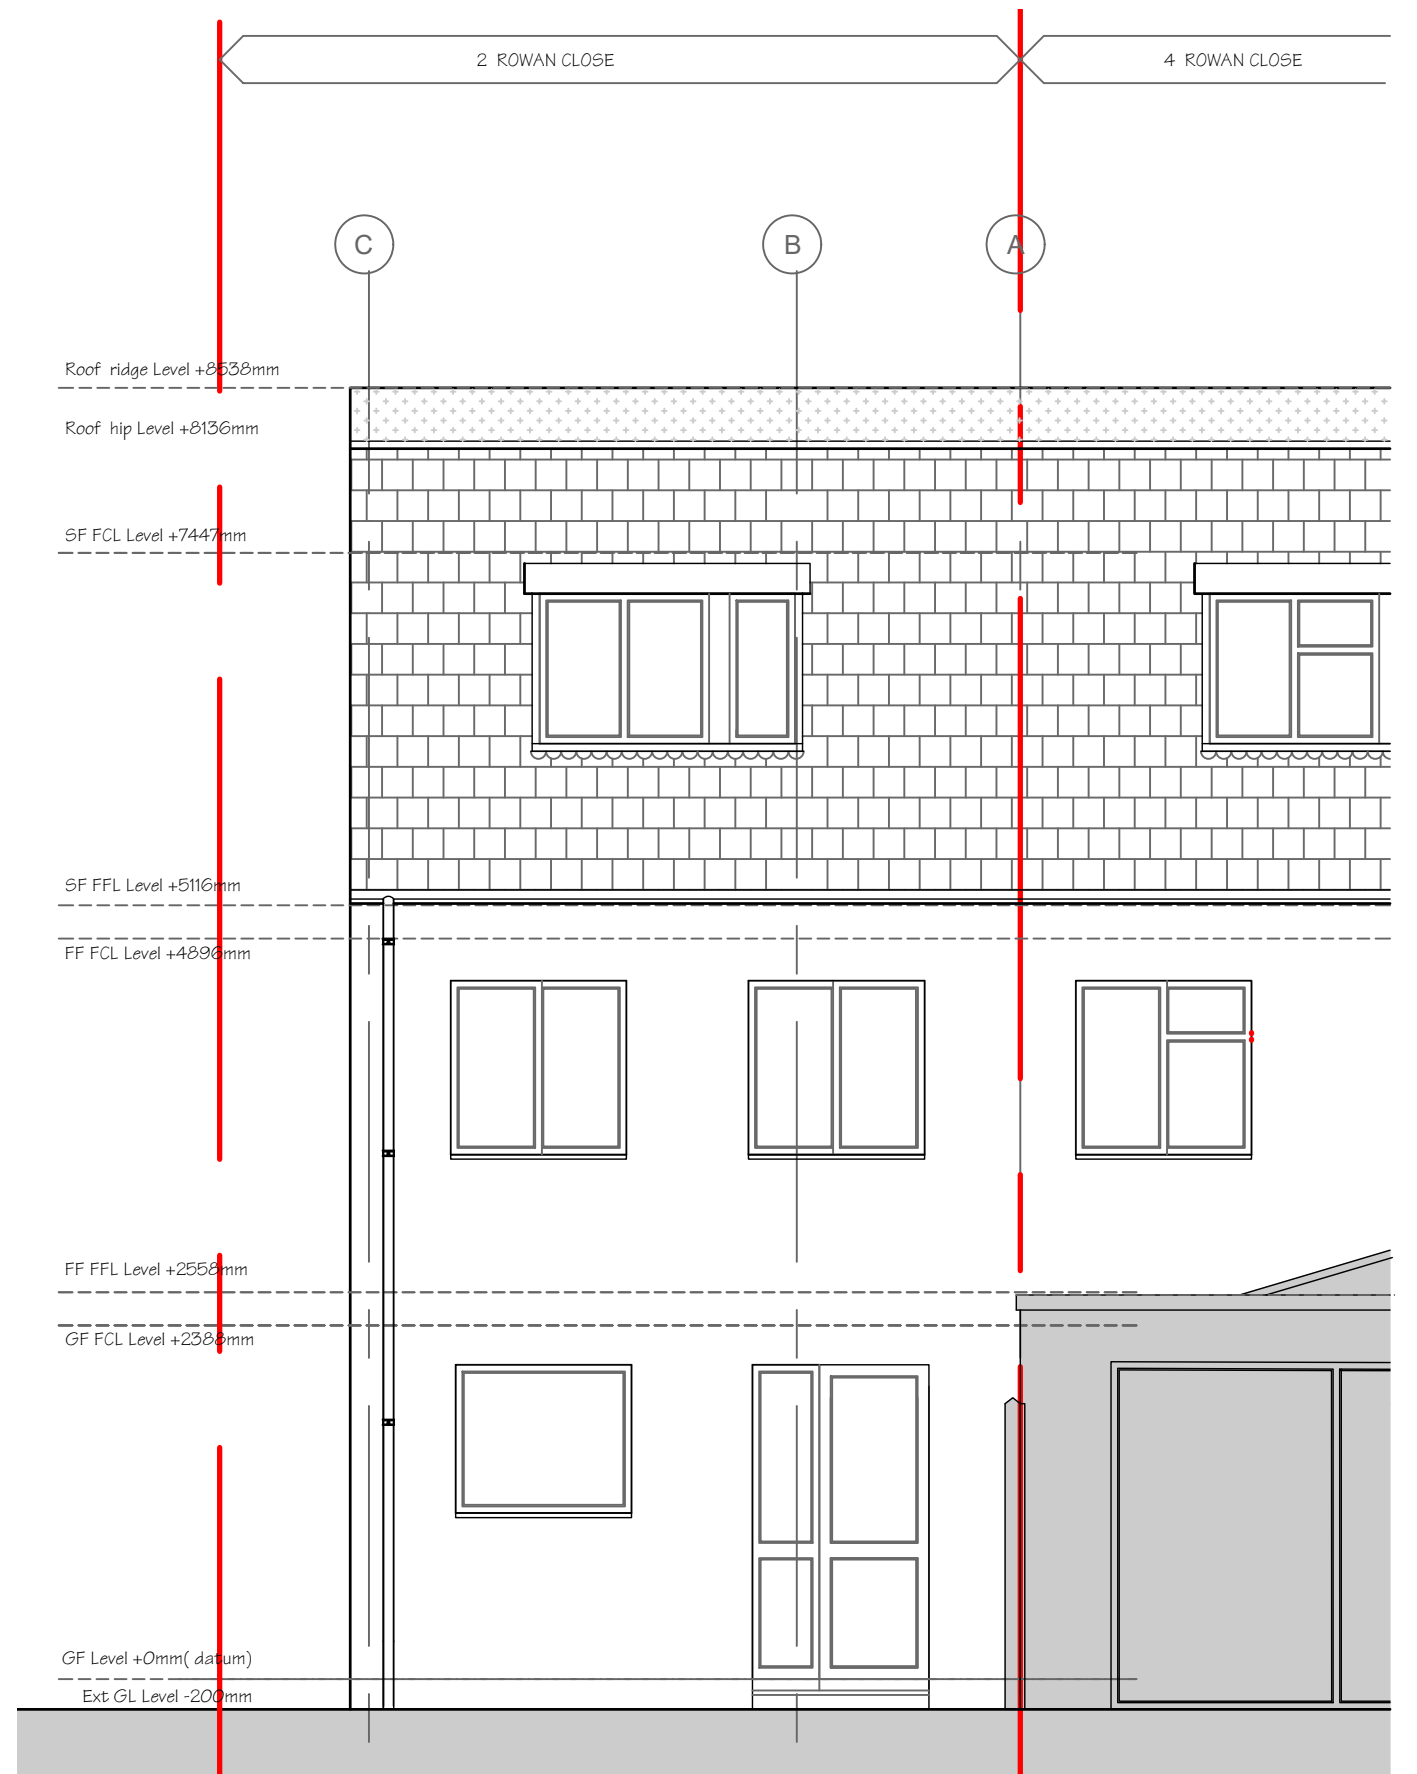 2 ROWAN CLOSE
4 ROWAN CLOSE
C
B
A
Roof ridge Level +8538mm
Roof hip Level +8136mm
SF FCL Level +7447mm
SF FFL Level +5116mm
FF FCL Level +4896mm
FF FFL Level +2558mm
GF FCL Level +2388mm
GF Level +0mm( datum)
Ext GL Level -200mm